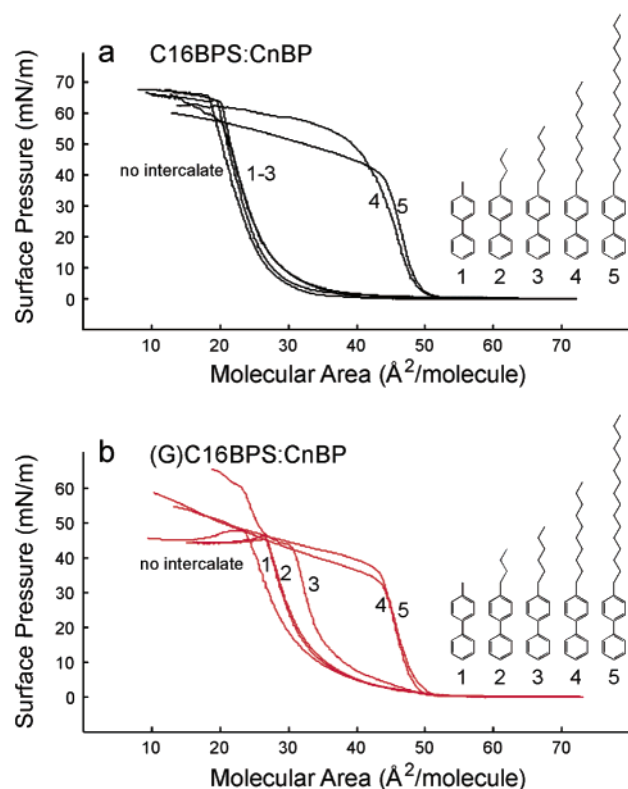 a
C16BPS:CnBP
Surface Pressure (mN/m)
70
60
50
40
30
20
10
0
no intercalate
1-3
4
5
1 2 3 4 5
10 20 30 40 50 60 70
Molecular Area (Å²/molecule)
b
(G)C16BPS:CnBP
Surface Pressure (mN/m)
60
50
40
30
20
10
0
no intercalate
1
2
3
4
5
1 2 3 4 5
10 20 30 40 50 60 70
Molecular Area (Å²/molecule)